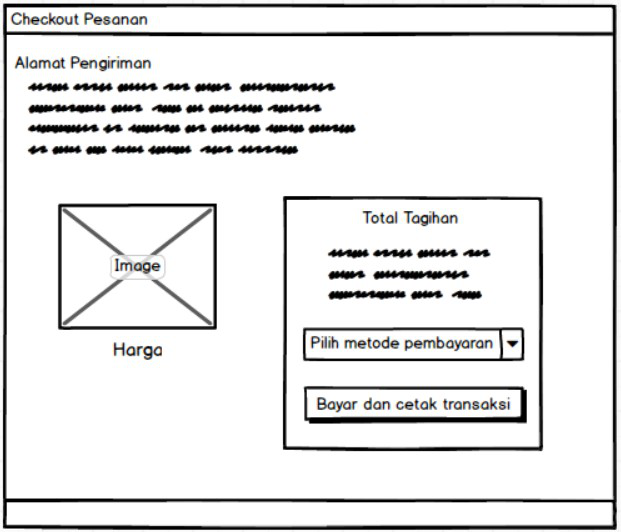 Checkout Pesanan
Alamat Pengiriman
Image
Harga
Total Tagihan
Pilih metode pembayaran
Bayar dan cetak transaksi